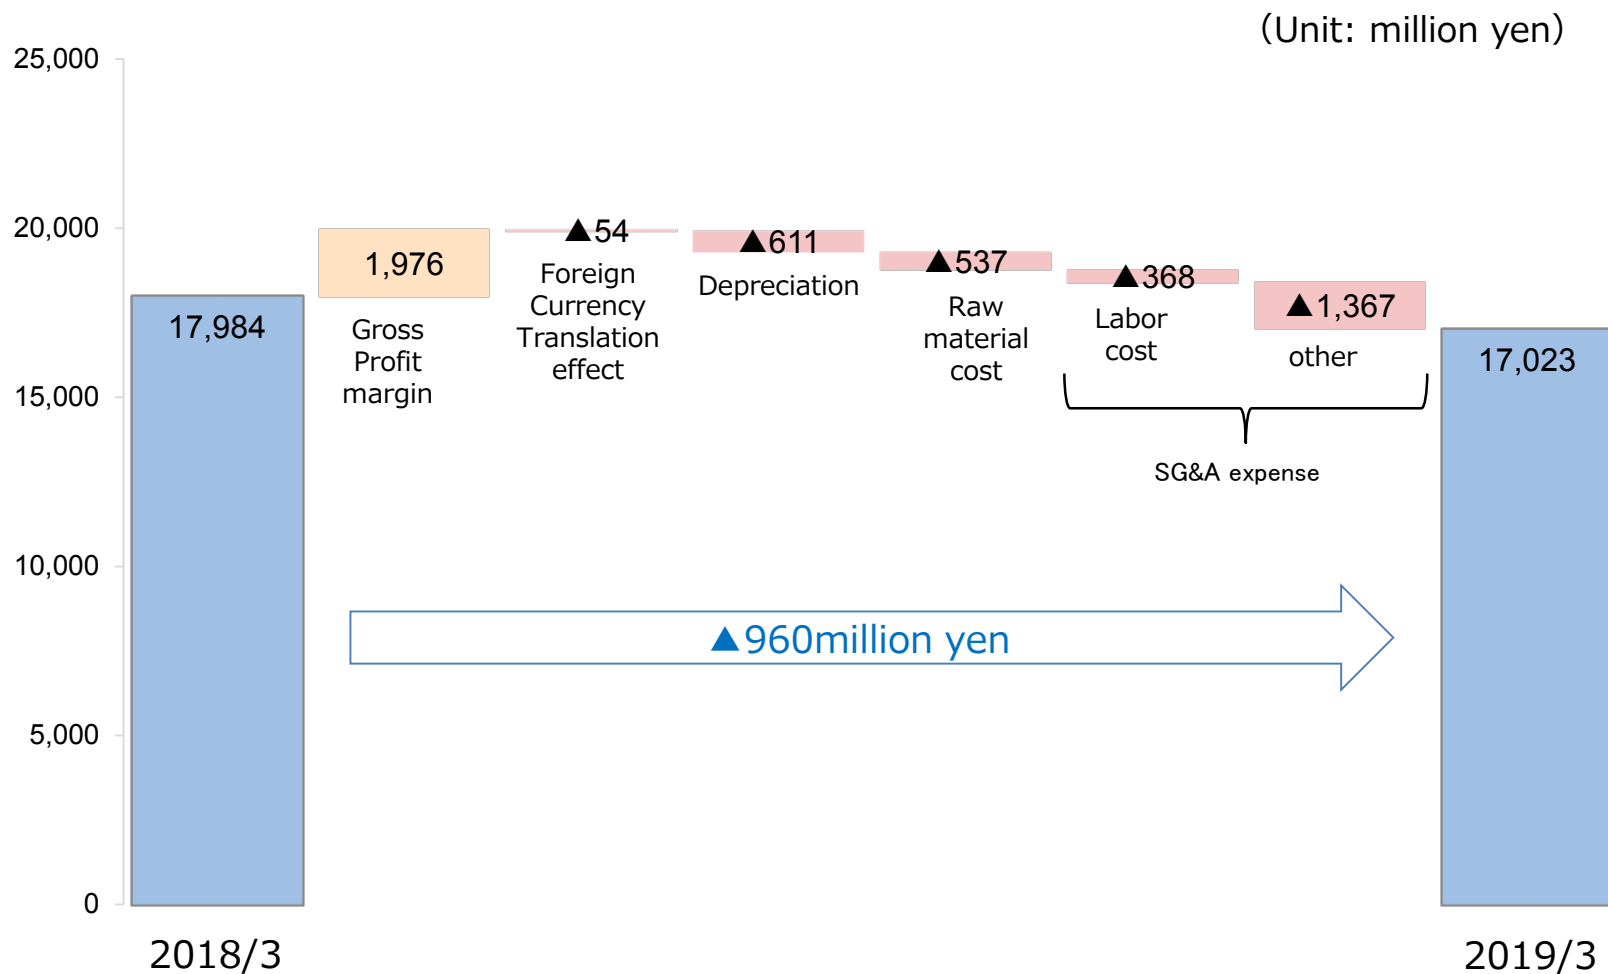 （Unit: million yen）
25,000
20,000
15,000
10,000
5,000
0
17,984
1,976
Gross
Profit
margin
▲54
Foreign
Currency
Translation
effect
▲611
Depreciation
▲537
Raw
material
cost
▲368
Labor
cost
▲1,367
other
SG&A expense
17,023
▲960million yen
2018/3
2019/3